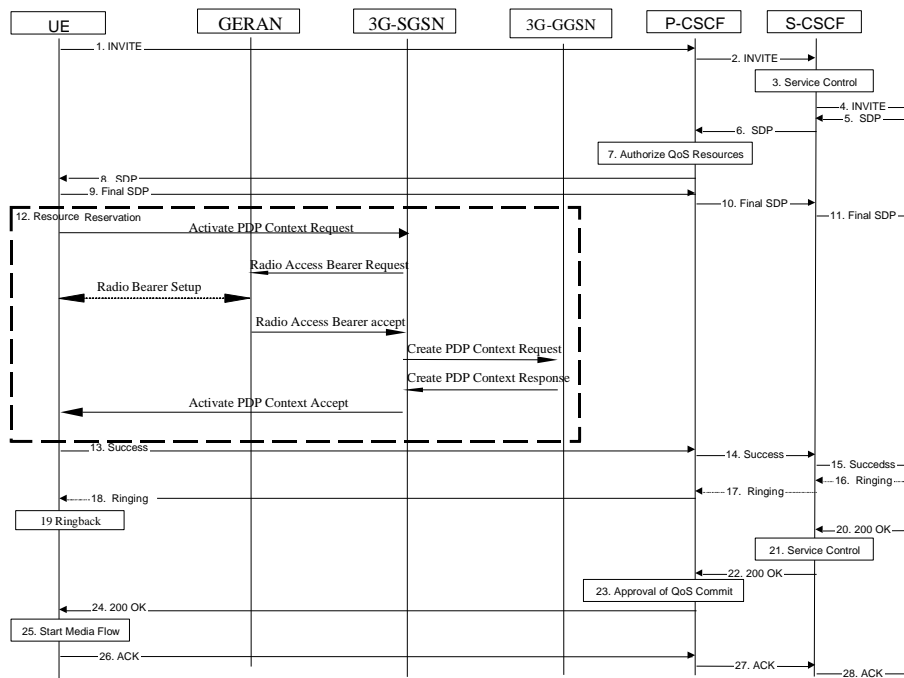 UE
GERAN
3G-SGSN
3G-GGSN
P-CSCF
S-CSCF
1. INVITE
2. INVITE
3. Service Control
4. INVITE
5. SDP
6. SDP
7. Authorize QoS Resources
8. SDP
9. Final SDP
10. Final SDP
11. Final SDP
12. Resource Reservation
Activate PDP Context Request
Radio Access Bearer Request
Radio Bearer Setup
Radio Access Bearer accept
Create PDP Context Request
Create PDP Context Response
Activate PDP Context Accept
13. Success
14. Success
15. Succedss
16. Ringing
17. Ringing
18. Ringing
19 Ringback
20. 200 OK
21. Service Control
22. 200 OK
23. Approval of QoS Commit
24. 200 OK
25. Start Media Flow
26. ACK
27. ACK
28. ACK